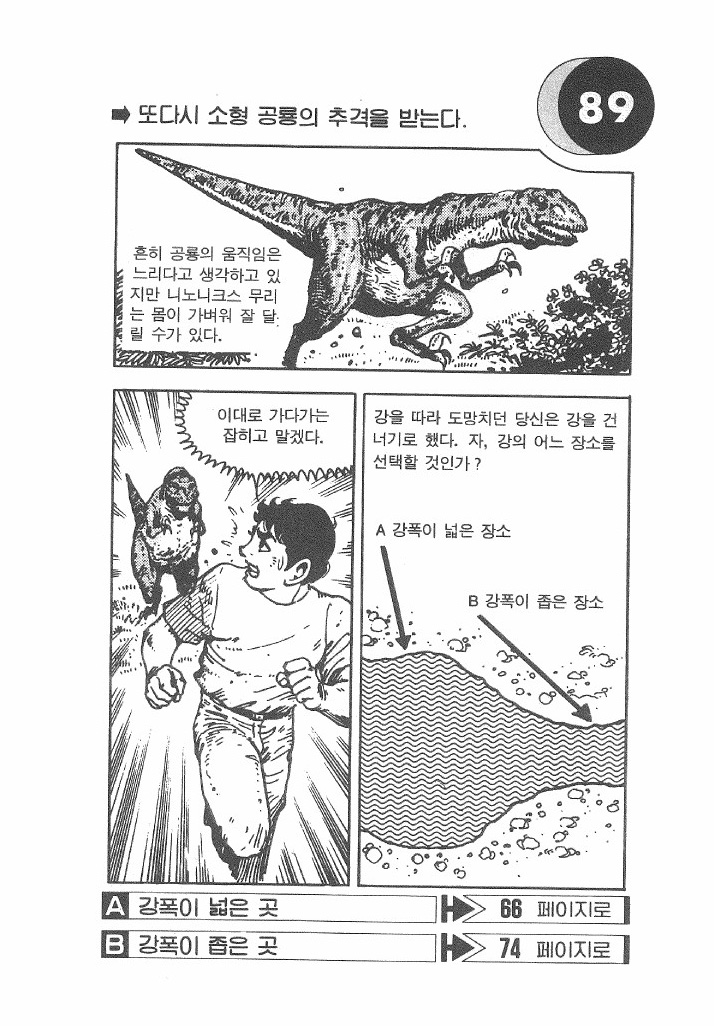 89
➡ 또다시 소형 공룡의 추격을 받는다.
흔히 공룡의 움직임은
느리다고 생각하고 있
지만 니노니크스 무리
는 몸이 가벼워 잘 달
릴 수가 있다.
이대로 가다가는
잡히고 말겠다.
강을 따라 도망치던 당신은 강을 건
너기로 했다. 자, 강의 어느 장소를
선택할 것인가?
A 강폭이 넓은 장소
B 강폭이 좁은 장소
A 강폭이 넓은 곳 66 페이지로
B 강폭이 좁은 곳 74 페이지로